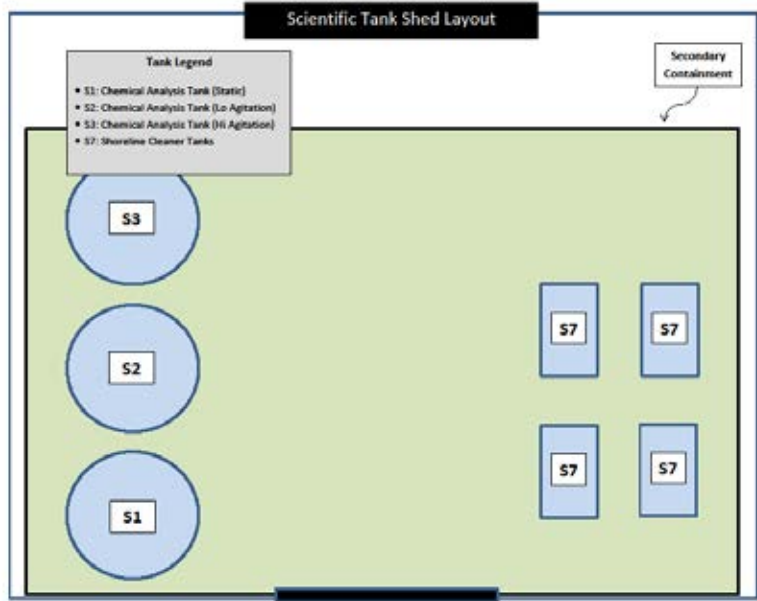 Scientific Tank Shed Layout
Tank Legend
• S1: Chemical Analysis Tank (Static)
• S2: Chemical Analysis Tank (Lo Agitation)
• S3: Chemical Analysis Tank (Hi Agitation)
• S7: Shoreline Cleaner Tanks
Secondary
Containment
S3
S2
S1
S7 S7
S7 S7